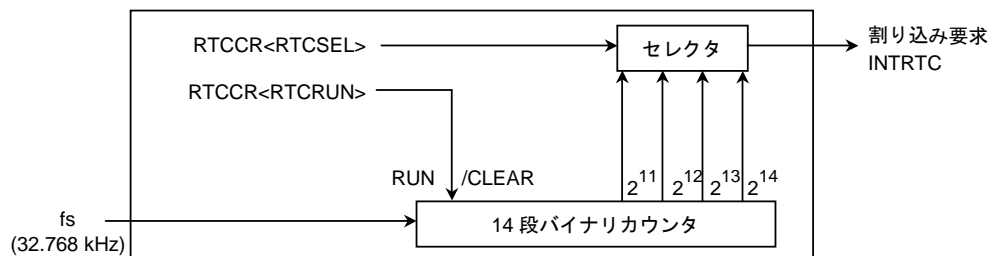 RTCCR<RTCSEL>
セレクタ
割り込み要求
INTRTC
RTCCR<RTCRUN>
RUN /CLEAR
2^11 2^12 2^13 2^14
fs
(32.768 kHz)
14 段バイナリカウンタ